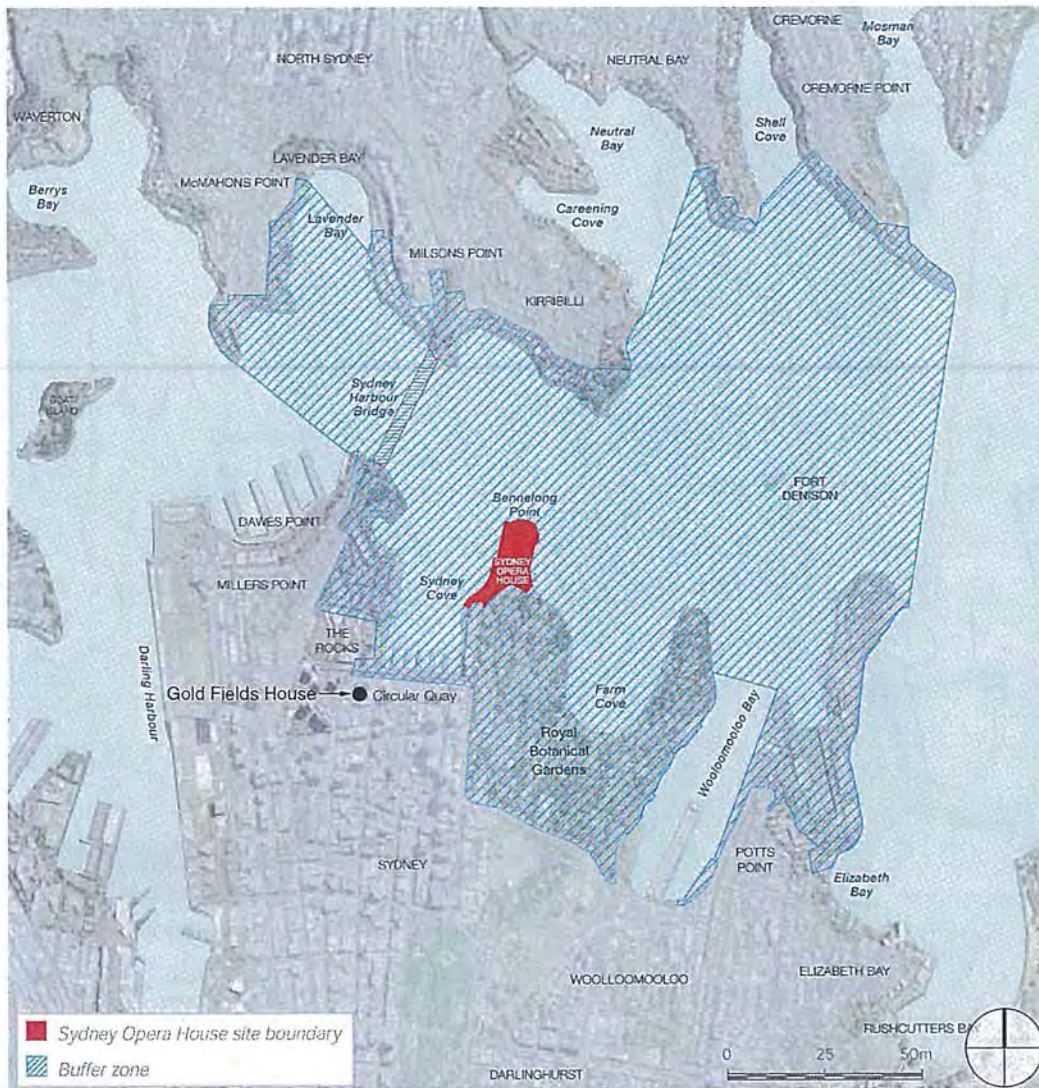 CREMORNE
Mosman
Bay
NORTH SYDNEY
NEUTRAL BAY
CREMORNE POINT
WAVERTON
Shell
Cove
Neutral
Bay
LAVENDER BAY
McMAHONS POINT
Berrys
Bay
Lavender
Bay
Careening
Cove
MILSONS POINT
KIRRIBILLI
Sydney
Harbour
Bridge
GOAT
ISLAND
FORT
DENISON
Bennelong
Point
DAWES POINT
SYDNEY
OPERA
HOUSE
MILLERS POINT
Sydney
Cove
THE
ROCKS
Darling Harbour
Gold Fields House
Circular Quay
Farm
Cove
Royal
Botanical
Gardens
Wooloomooloo Bay
SYDNEY
POTTS
POINT
Elizabeth
Bay
WOOLLOOMOOLOO
ELIZABETH BAY
RUSHCUTTERS BAY
Sydney Opera House site boundary
Buffer zone
0 25 50m
DARLINGHURST